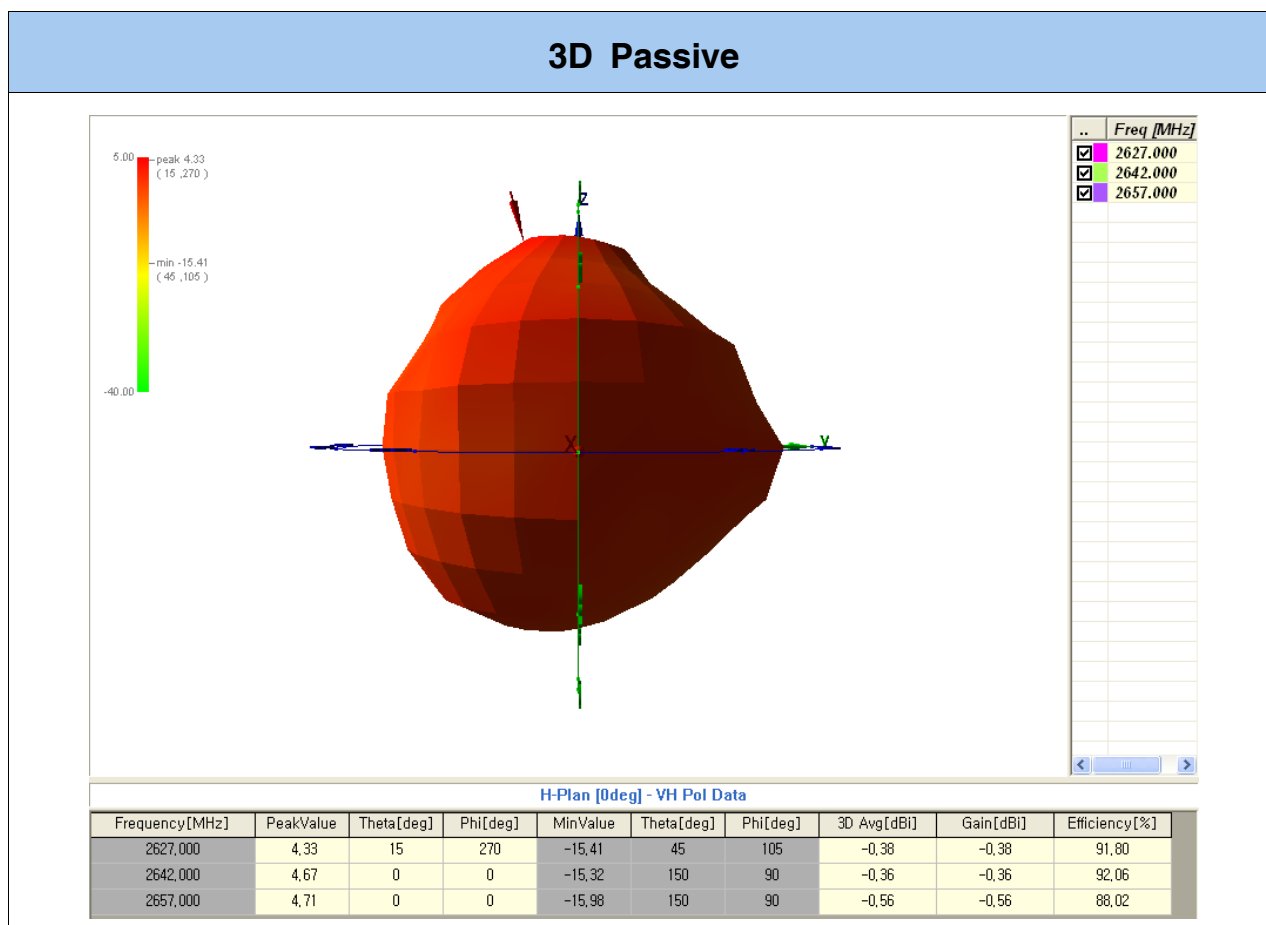 3D Passive
5.00
peak 4.33
( 15 ,270 )
min -15.41
( 45 ,105 )
-40.00
Z
X
Y
.. Freq [MHz]
2627.000
2642.000
2657.000
H-Plan [0deg] - VH Pol Data
Frequency[MHz] PeakValue Theta[deg] Phi[deg] MinValue Theta[deg] Phi[deg] 3D Avg[dBi] Gain[dBi] Efficiency[%]
2627,000 4,33 15 270 -15,41 45 105 -0,38 -0,38 91,80
2642,000 4,67 0 0 -15,32 150 90 -0,36 -0,36 92,06
2657,000 4,71 0 0 -15,98 150 90 -0,56 -0,56 88,02